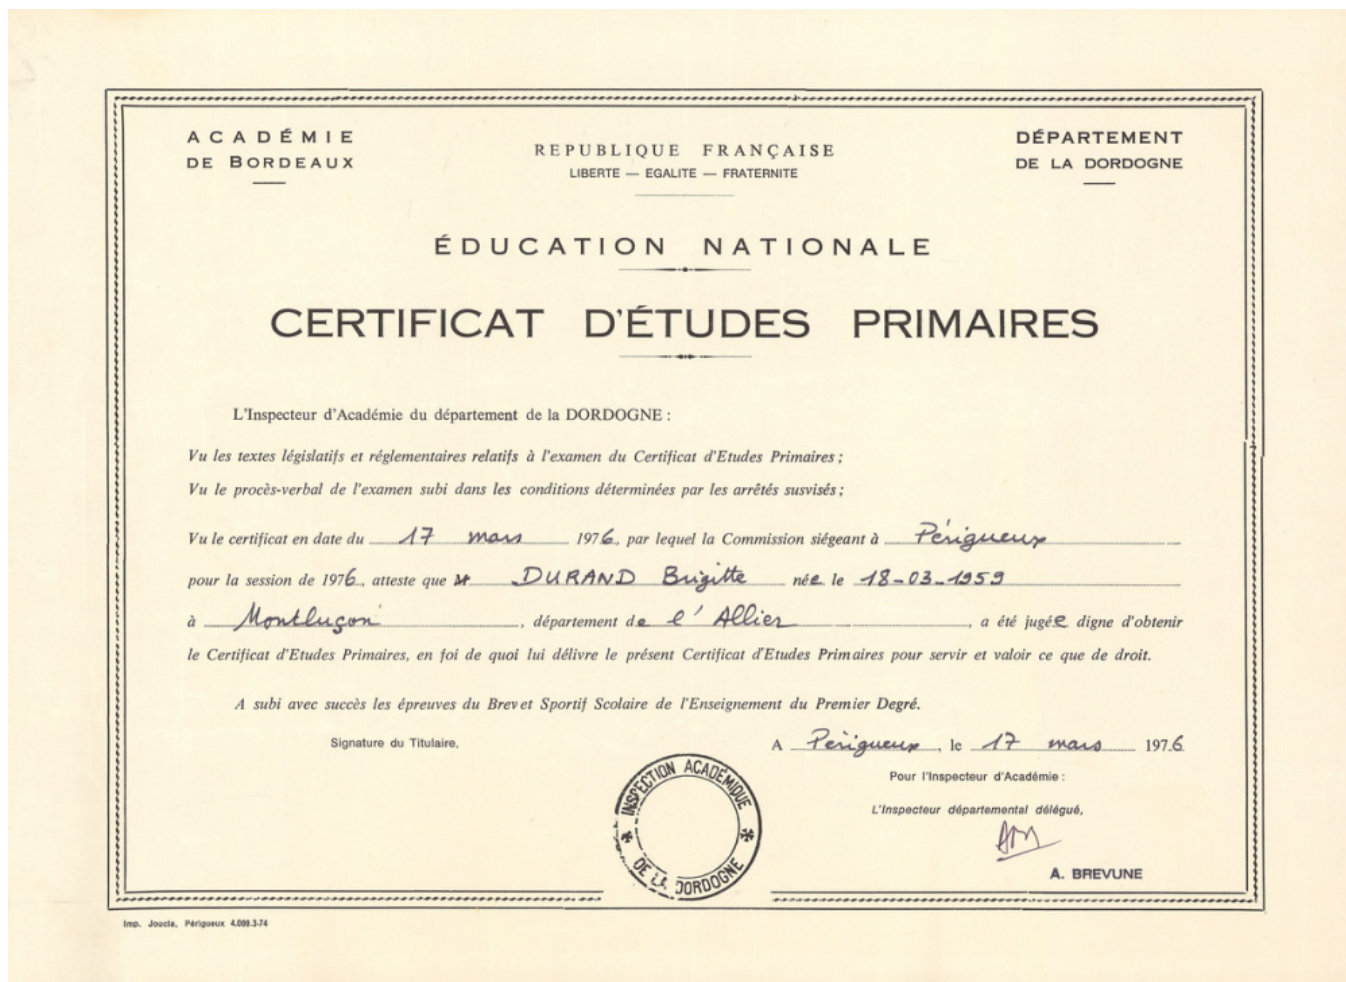 ACADÉMIE
DE BORDEAUX
REPUBLIQUE FRANÇAISE
LIBERTE — EGALITE — FRATERNITE
DÉPARTEMENT
DE LA DORDOGNE
ÉDUCATION NATIONALE
CERTIFICAT D'ÉTUDES PRIMAIRES
L'Inspecteur d'Académie du département de la DORDOGNE :
Vu les textes législatifs et réglementaires relatifs à l'examen du Certificat d'Etudes Primaires ;
Vu le procès-verbal de l'examen subi dans les conditions déterminées par les arrêtés susvisés ;
Vu le certificat en date du 17 mars 1976, par lequel la Commission siégeant à Périgueux
pour la session de 1976, atteste que M DURAND Brigitte née le 18-03-1959
à Montluçon, département de l'Allier, a été jugée digne d'obtenir
le Certificat d'Etudes Primaires, en foi de quoi lui délivre le présent Certificat d'Etudes Primaires pour servir et valoir ce que de droit.
A subi avec succès les épreuves du Brevet Sportif Scolaire de l'Enseignement du Premier Degré.
Signature du Titulaire,
A Périgueux, le 17 mars 1976
Pour l'Inspecteur d'Académie :
L'Inspecteur départemental délégué,
A. BREVUNE
INSPECTION ACADÉMIQUE
DE LA DORDOGNE
Imp. Joucla, Périgueux 4.098.3-74